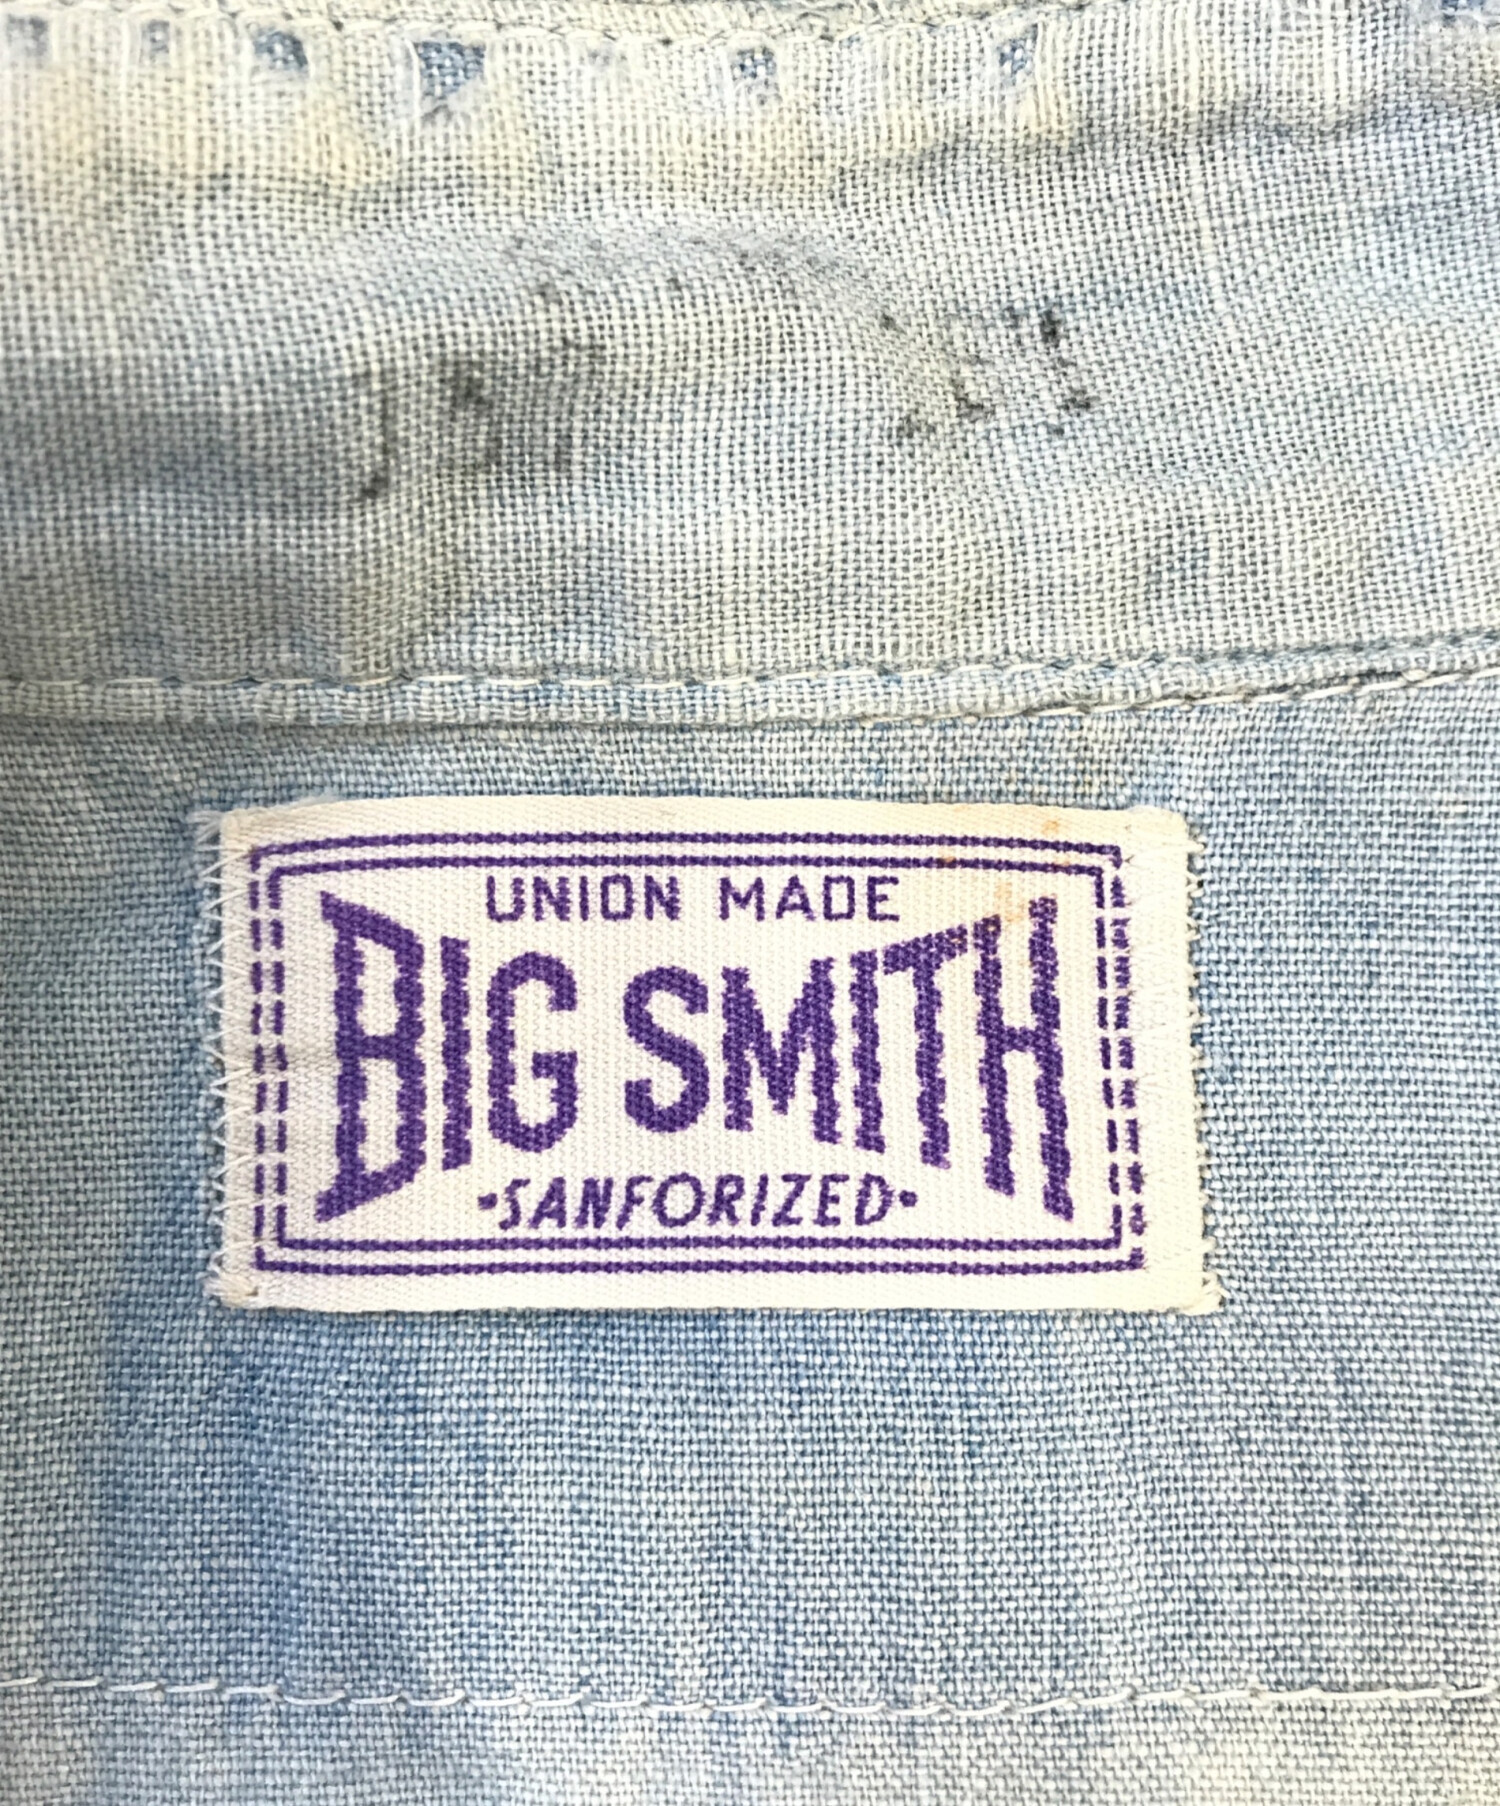 UNION MADE
BIG SMITH
·SANFORIZED·